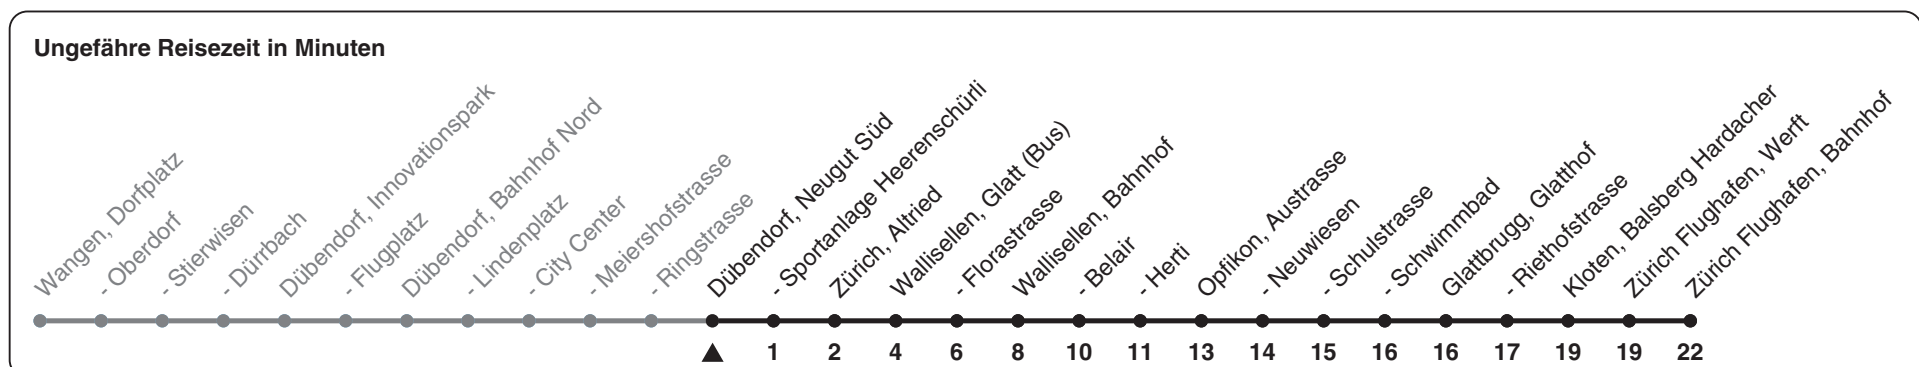 Ungefähre Reisezeit in Minuten
Wangen, Dorfplatz
- Oberdorf
- Stierwisen
- Dürrbach
Dübendorf, Innovationspark
- Flugplatz
Dübendorf, Bahnhof Nord
- Lindenplatz
- City Center
- Meiershofstrasse
- Ringstrasse
Dübendorf, Neugut Süd
- Sportanlage Heerenschürli
Zürich, Altried
Wallisellen, Glatt (Bus)
- Florastrasse
Wallisellen, Bahnhof
- Belair
- Herti
Opfikon, Austrasse
- Neuwiesen
- Schulstrasse
- Schwimmbad
Glattbrugg, Glatthof
- Riethofstrasse
Kloten, Balsberg Hardacher
Zürich Flughafen, Werft
Zürich Flughafen, Bahnhof
1 2 4 6 8 10 11 13 14 15 16 16 17 19 19 22